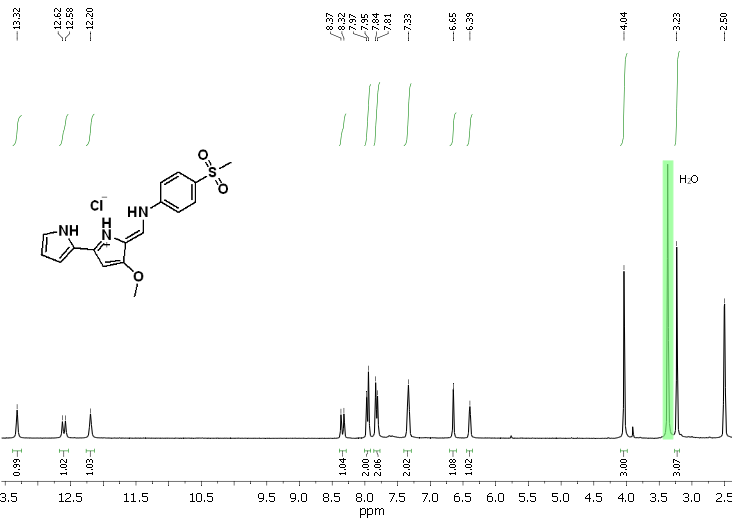 13.32 12.62 12.58 12.20 8.37 8.32 7.97 7.95 7.84 7.81 7.33 6.65 6.39 4.04 3.23 2.50
H₂O
O
S
O
HN
Cl⁻
NH
H
N
+
O
0.99 1.02 1.03 1.04 2.00 2.06 2.02 1.08 1.02 3.00 3.07
3.5 12.5 11.5 10.5 9.5 9.0 8.5 8.0 7.5 7.0 6.5 6.0 5.5 5.0 4.5 4.0 3.5 3.0 2.5
ppm